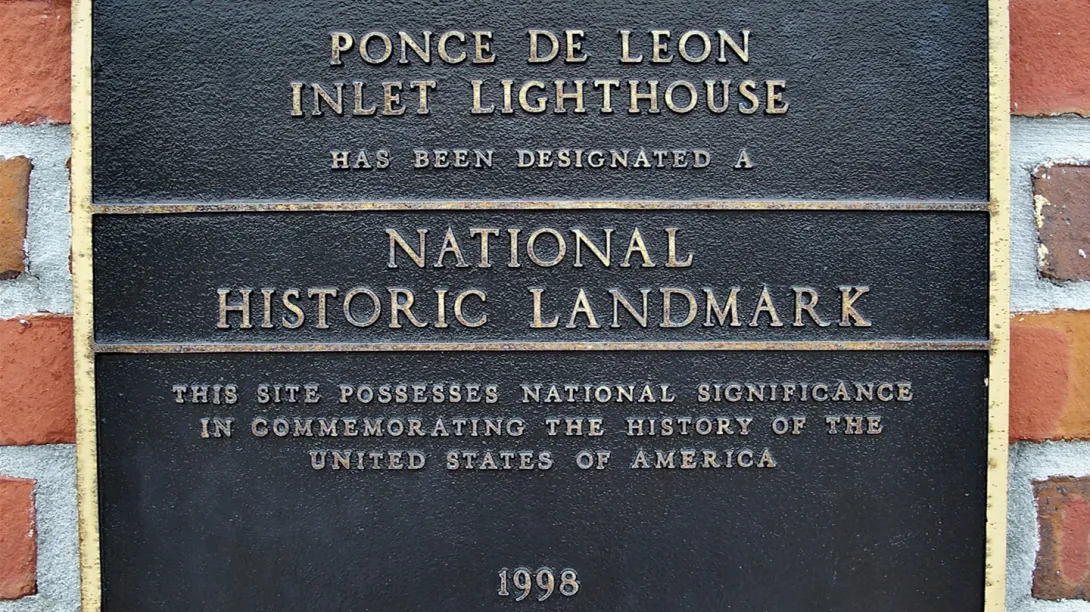 PONCE DE LEON
INLET LIGHTHOUSE
HAS BEEN DESIGNATED A
NATIONAL
HISTORIC LANDMARK
THIS SITE POSSESSES NATIONAL SIGNIFICANCE
IN COMMEMORATING THE HISTORY OF THE
UNITED STATES OF AMERICA
1998